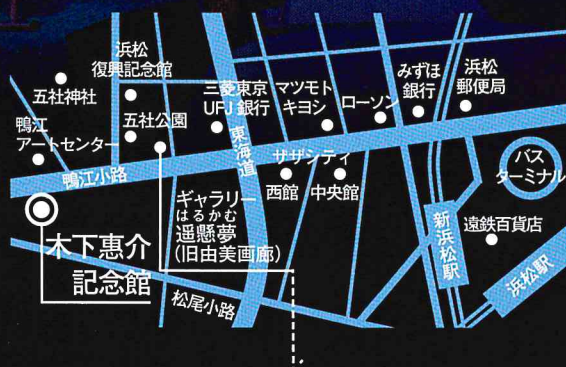 浜松
復興記念館
五社神社
三菱東京
UFJ銀行
マツモト
キヨシ
ローソン
みずほ
銀行
浜松
郵便局
鴨江
アートセンター
五社公園
東海道
ザザシティ
西館
中央館
バス
ターミナル
鴨江小路
ギャラリー
はるかむ
遥懸夢
(旧由美画廊)
木下惠介
記念館
松尾小路
新浜松駅
遠鉄百貨店
浜松駅